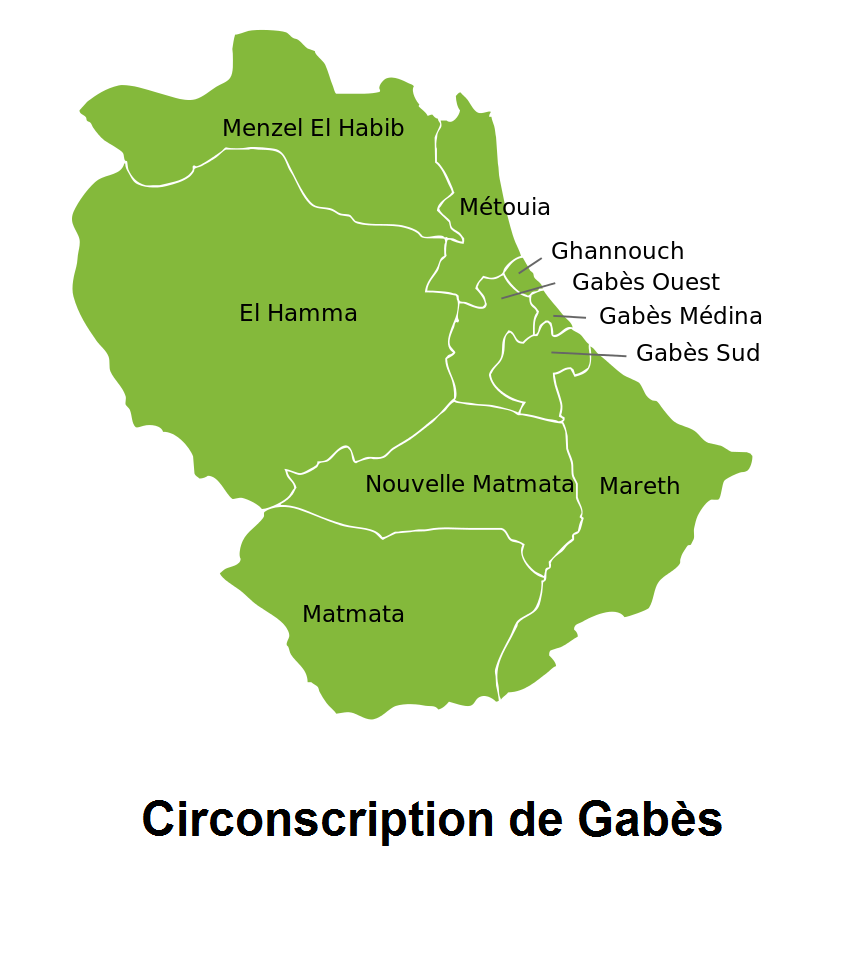 Menzel El Habib
Métouia
Ghannouch
Gabès Ouest
El Hamma
Gabès Médina
Gabès Sud
Nouvelle Matmata
Mareth
Matmata
Circonscription de Gabès